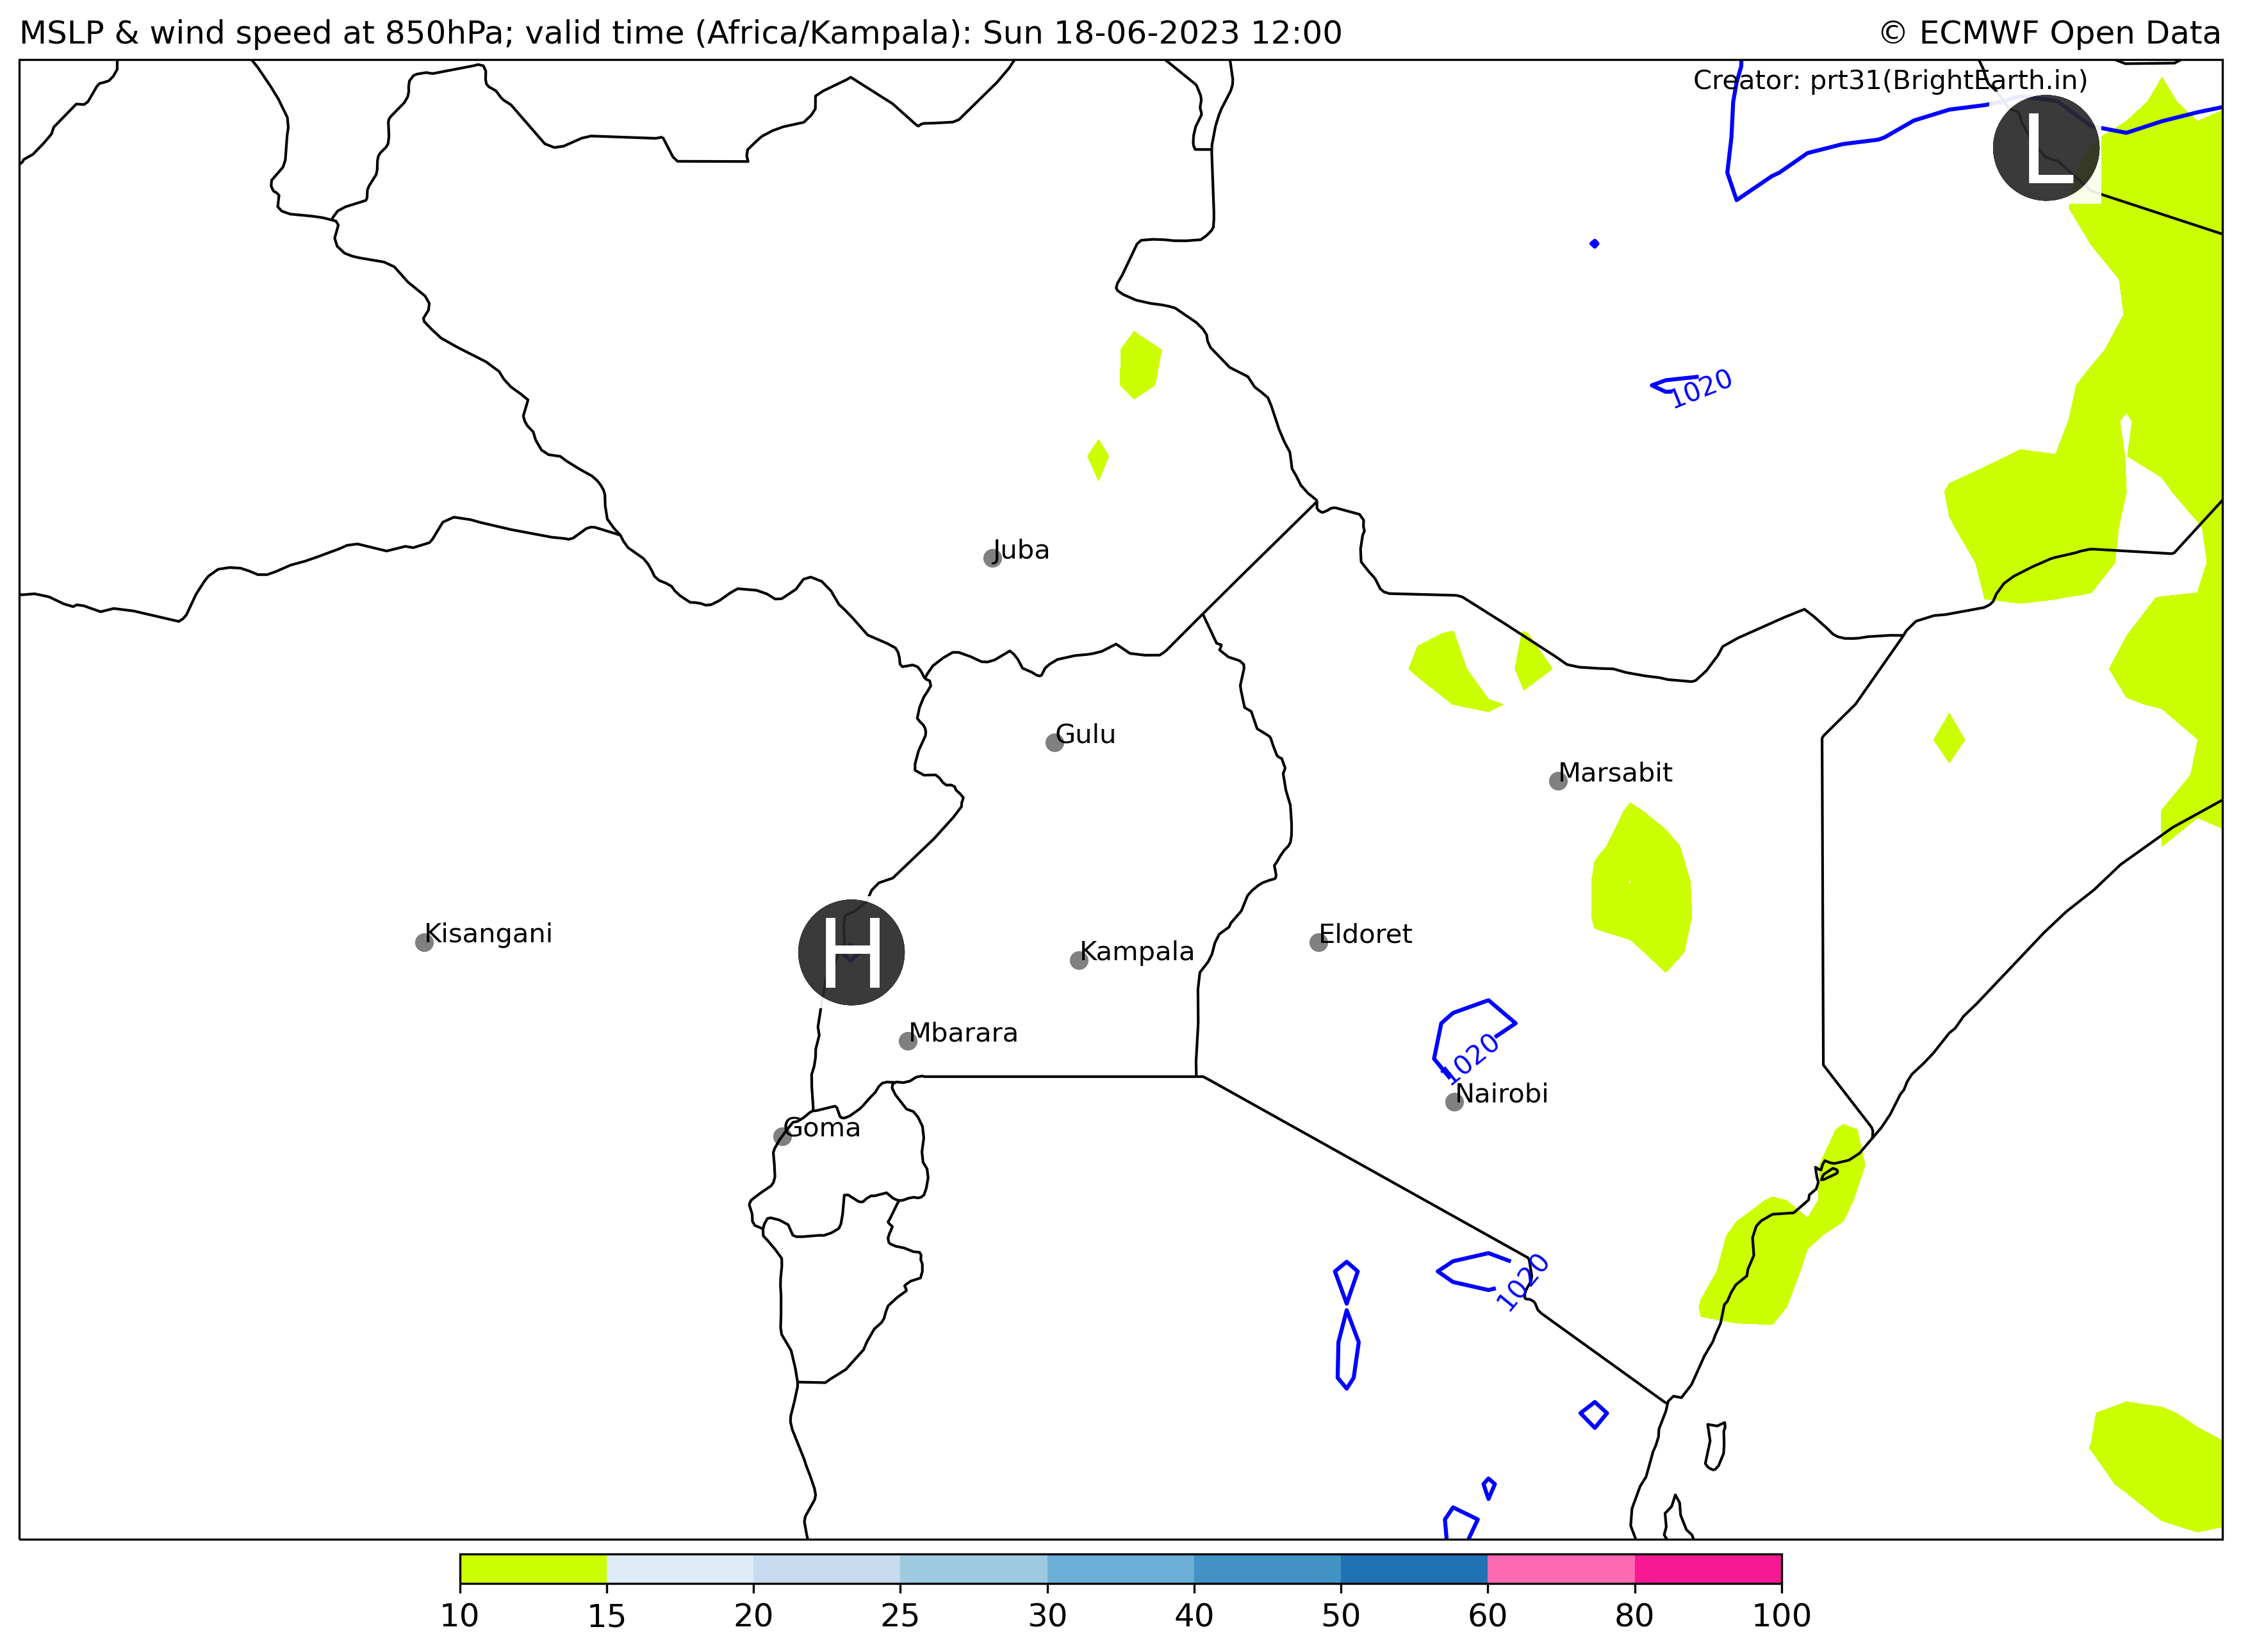 MSLP & wind speed at 850hPa; valid time (Africa/Kampala): Sun 18-06-2023 12:00
© ECMWF Open Data
Creator: prt31(BrightEarth.in)
L
1020
Juba
Gulu
Marsabit
Kisangani
H
Kampala
Eldoret
Mbarara
1020
Nairobi
Goma
1020
10 15 20 25 30 40 50 60 80 100